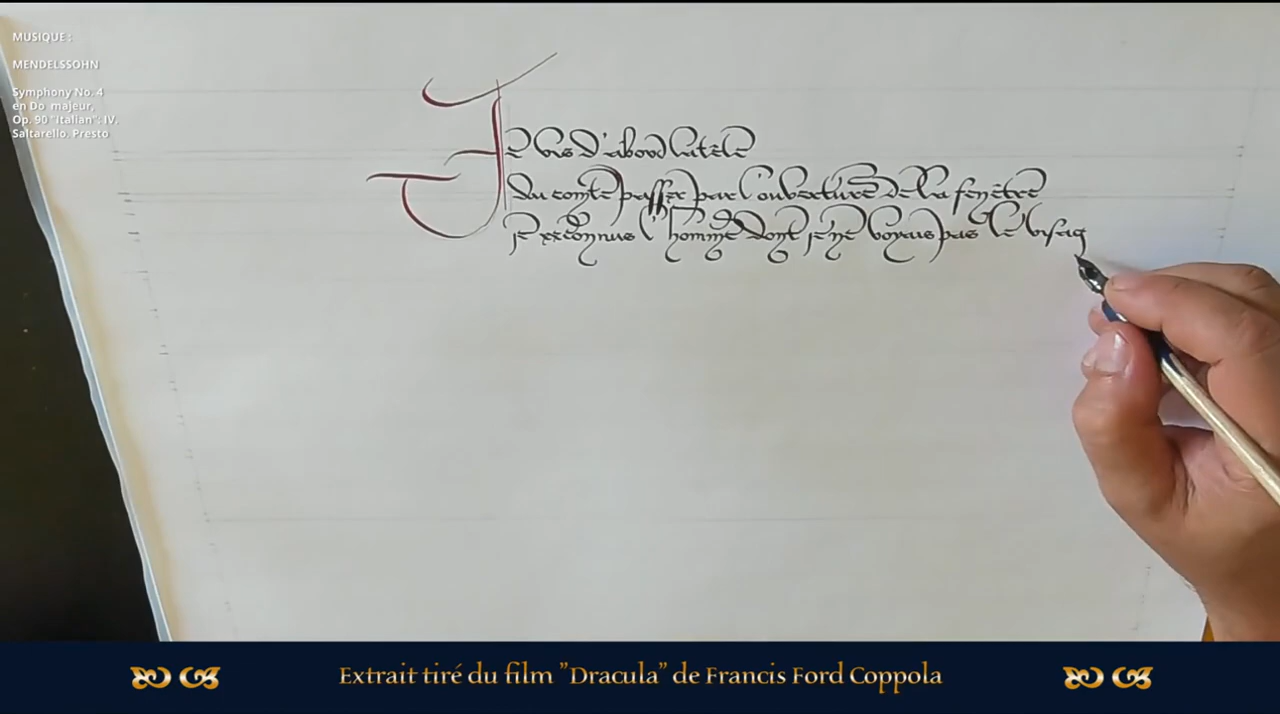 MUSIQUE :
MENDELSSOHN
Symphony No. 4
en Do majeur,
Op. 90 "Italian": IV,
Saltarello. Presto
Je vis d'abord la tête
du comte passer par l'ouverture de la fenêtre
je reconnus l'homme dont je ne voyais pas le visag
Extrait tiré du film "Dracula" de Francis Ford Coppola